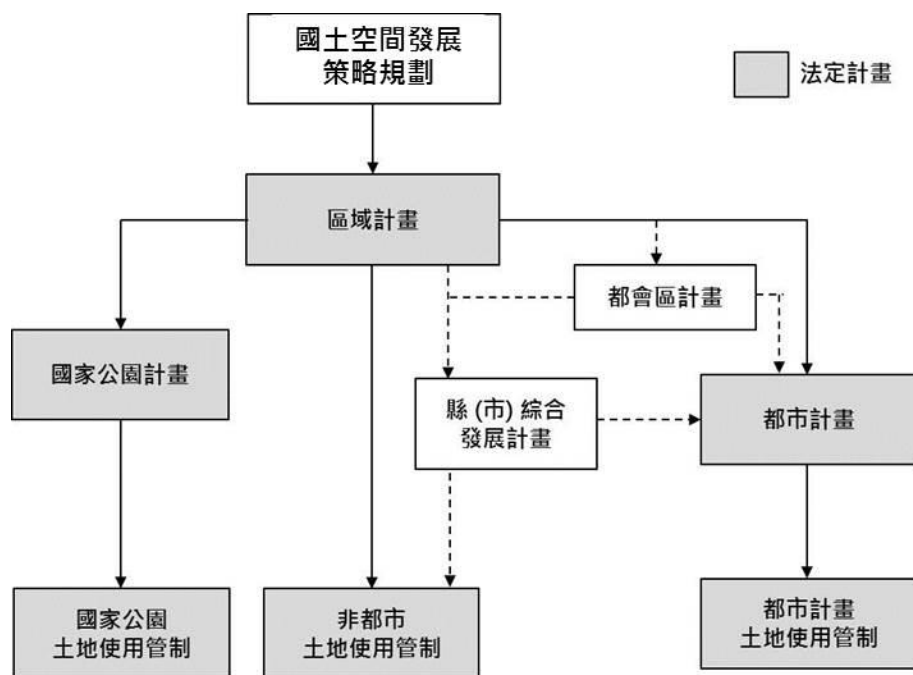 國土空間發展
策略規劃
法定計畫
區域計畫
都會區計畫
國家公園計畫
縣 (市) 綜合
發展計畫
都市計畫
國家公園
土地使用管制
非都市
土地使用管制
都市計畫
土地使用管制